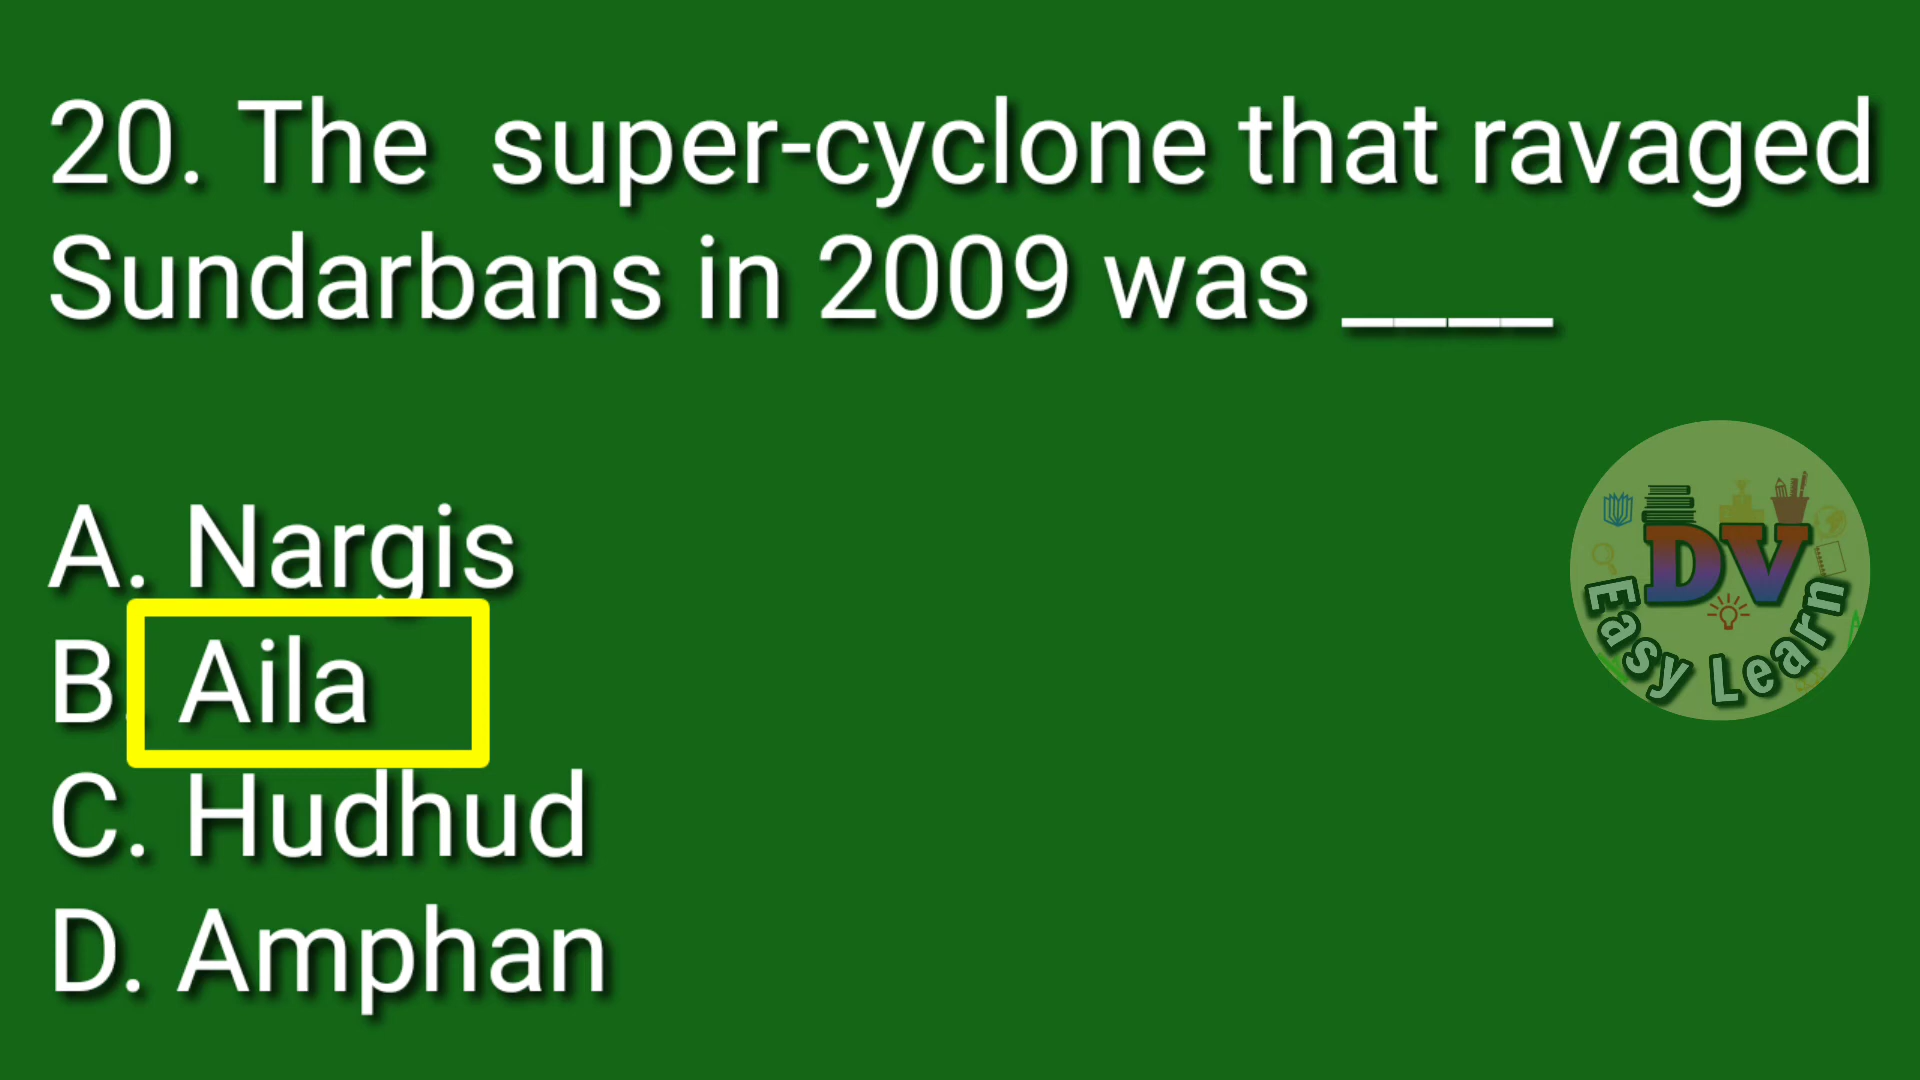 20. The  super-cyclone that ravaged
Sundarbans in 2009 was ____
A. Nargis
B. Aila
C. Hudhud
D. Amphan
DV
Easy Learn